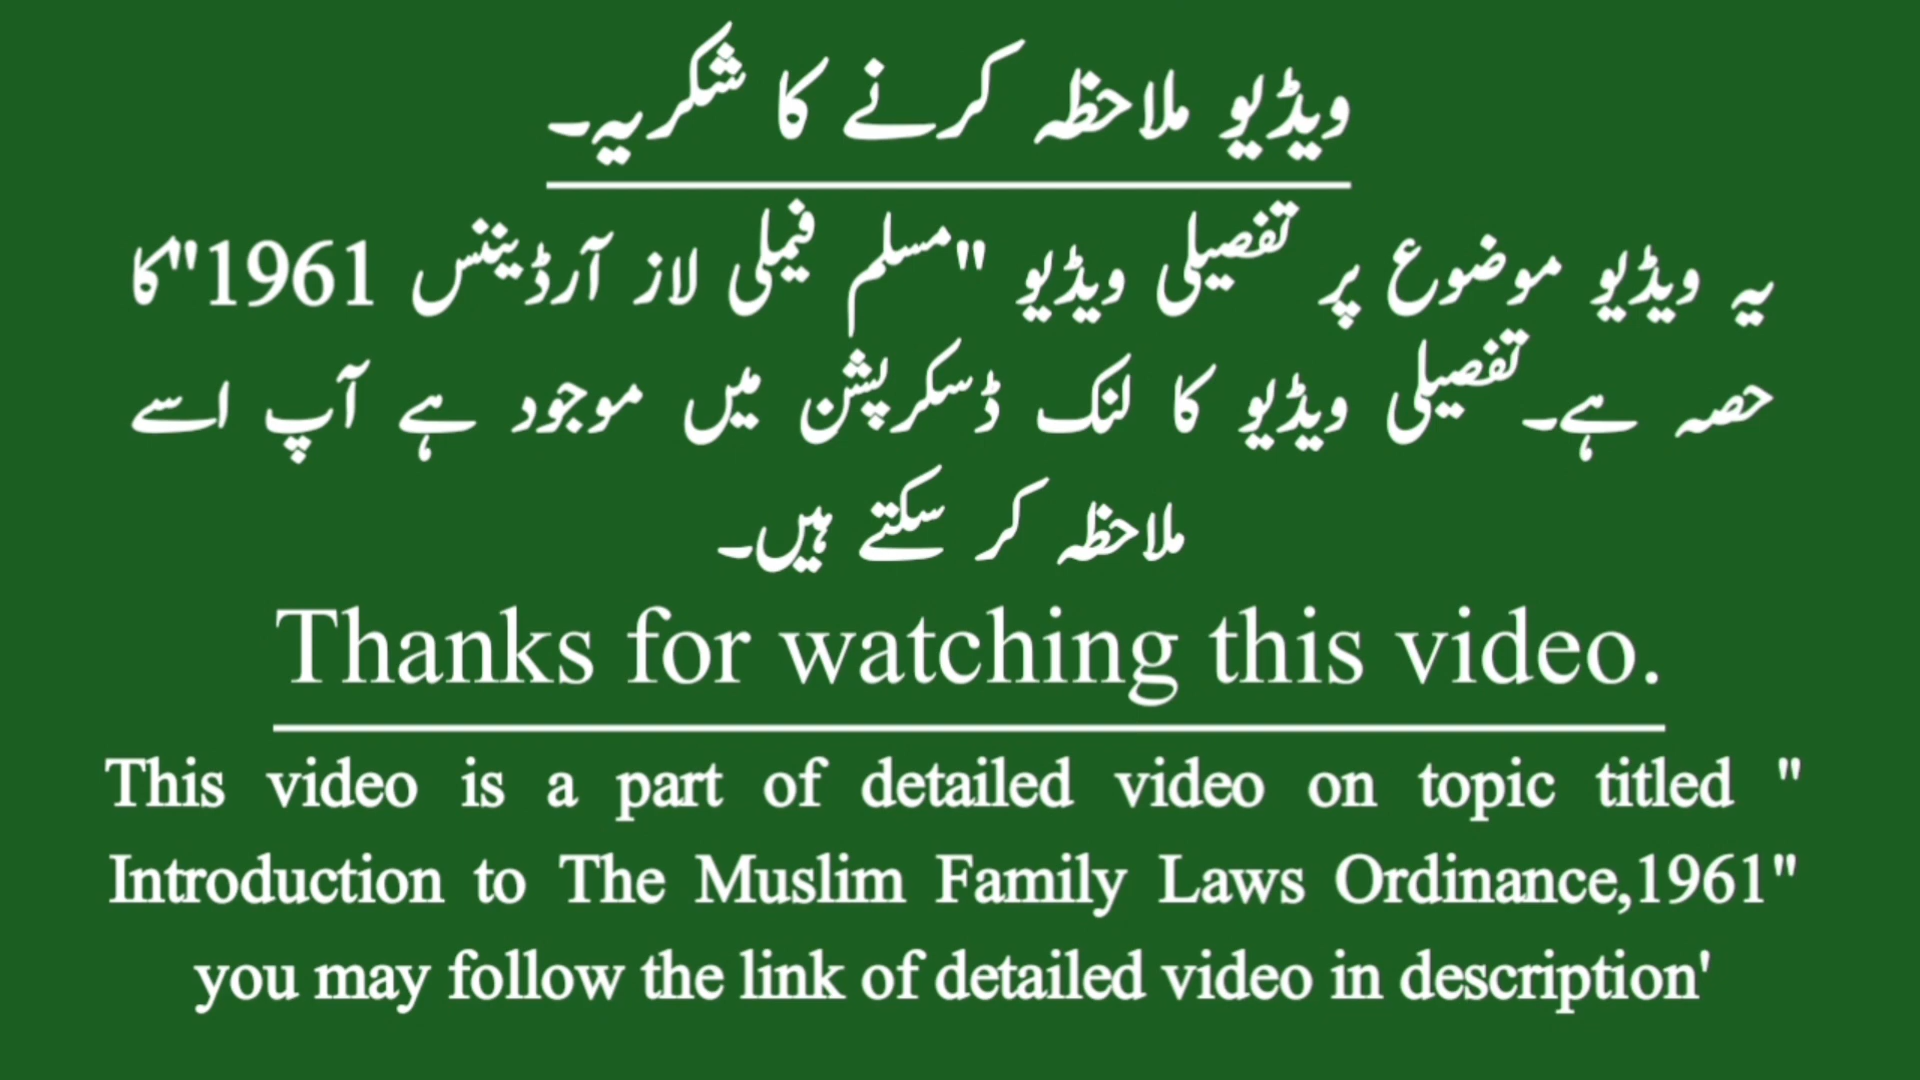 ویڈیو ملاحظہ کرنے کا شکریہ۔
یہ ویڈیو موضوع پر تفصیلی ویڈیو "مسلم فیملی لاز آرڈیننس 1961"کا
حصہ ہے۔تفصیلی ویڈیو کا لنک ڈسکرپشن میں موجود ہے آپ اسے
ملاحظہ کر سکتے ہیں۔
Thanks for watching this video.
This video is a part of detailed video on topic titled "
Introduction to The Muslim Family Laws Ordinance,1961"
you may follow the link of detailed video in description'